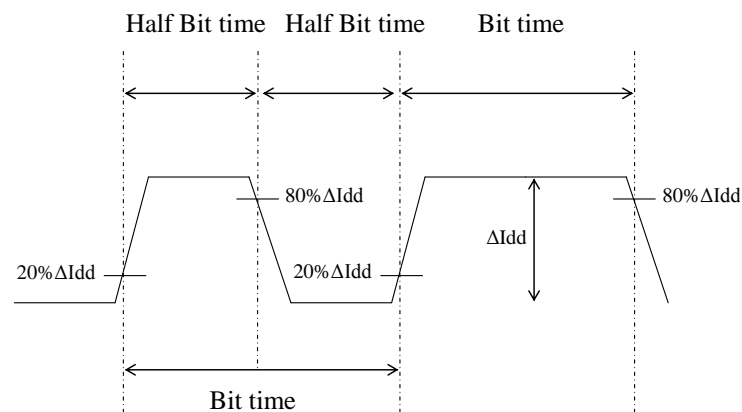 Half Bit time Half Bit time Bit time
80%ΔIdd 80%ΔIdd
ΔIdd
20%ΔIdd 20%ΔIdd
Bit time